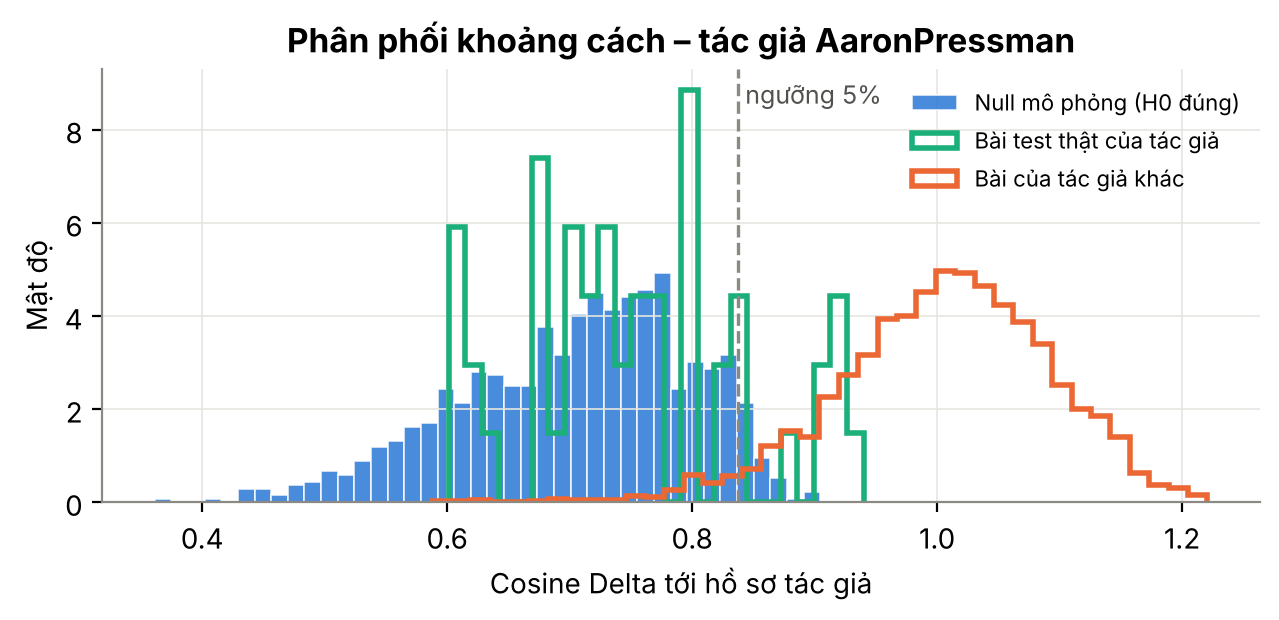 Phân phối khoảng cách – tác giả AaronPressman
ngưỡng 5%
Null mô phỏng (H0 đúng)
Bài test thật của tác giả
Bài của tác giả khác
Mật độ
8
6
4
2
0
0.4 0.6 0.8 1.0 1.2
Cosine Delta tới hồ sơ tác giả